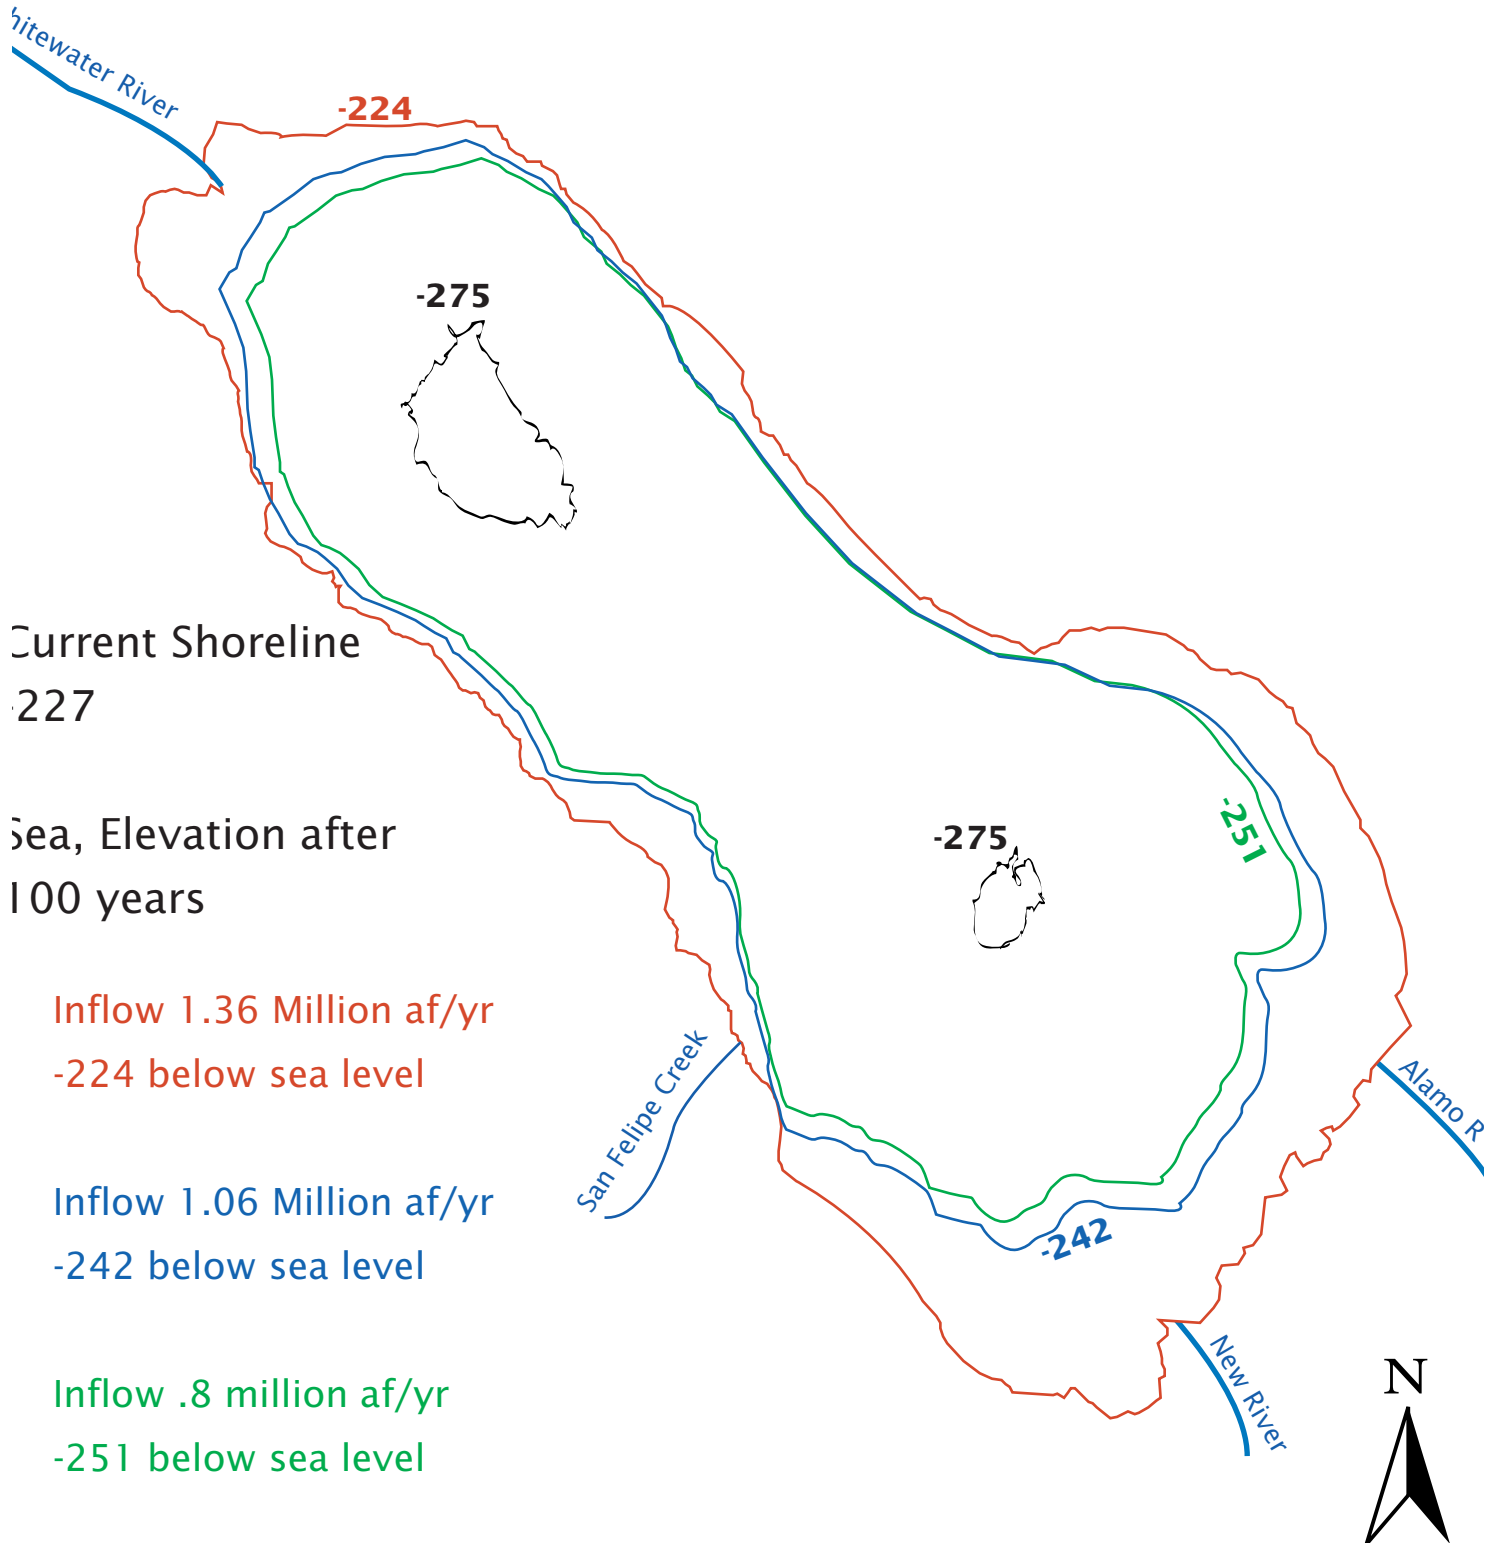 hitewater River
-224
-275
Current Shoreline
-227
Sea, Elevation after
100 years
-275
-251
Inflow 1.36 Million af/yr
-224 below sea level
San Felipe Creek
Alamo R
Inflow 1.06 Million af/yr
-242 below sea level
-242
New River
N
Inflow .8 million af/yr
-251 below sea level